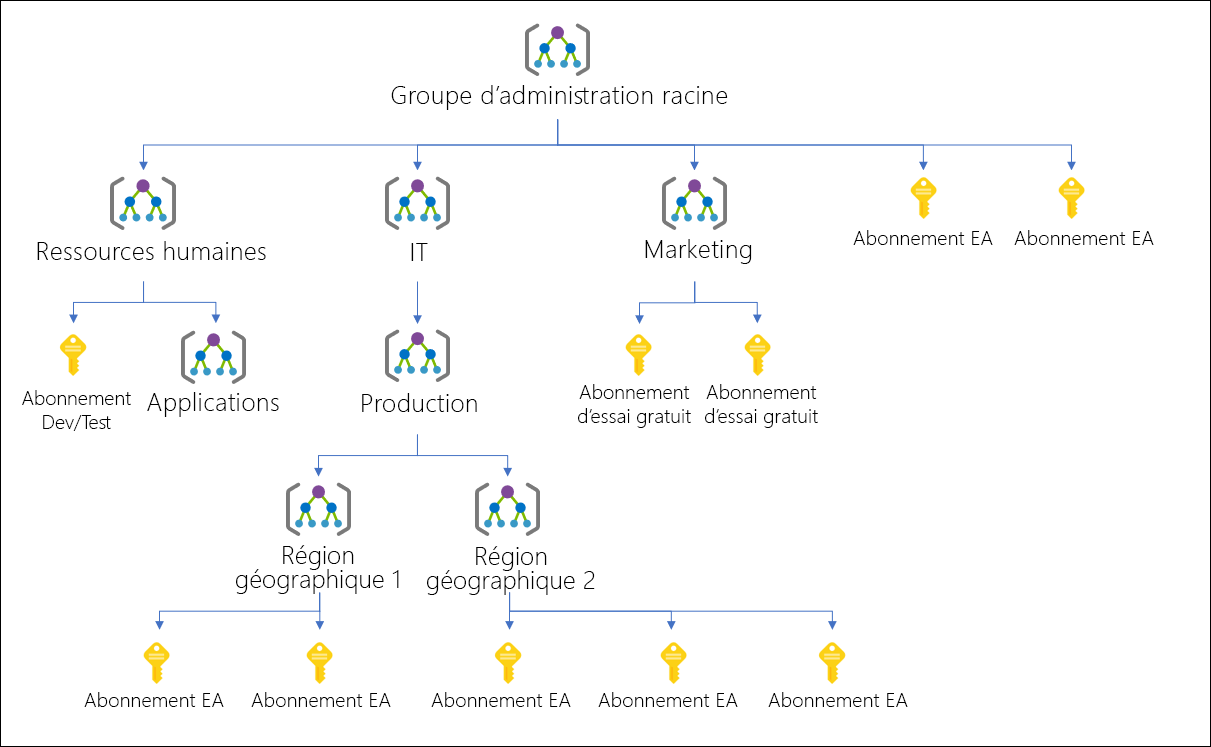 Groupe d’administration racine
Ressources humaines
IT
Marketing
Abonnement EA
Abonnement EA
Abonnement
Dev/Test
Applications
Production
Abonnement
d’essai gratuit
Abonnement
d’essai gratuit
Région
géographique 1
Région
géographique 2
Abonnement EA
Abonnement EA
Abonnement EA
Abonnement EA
Abonnement EA